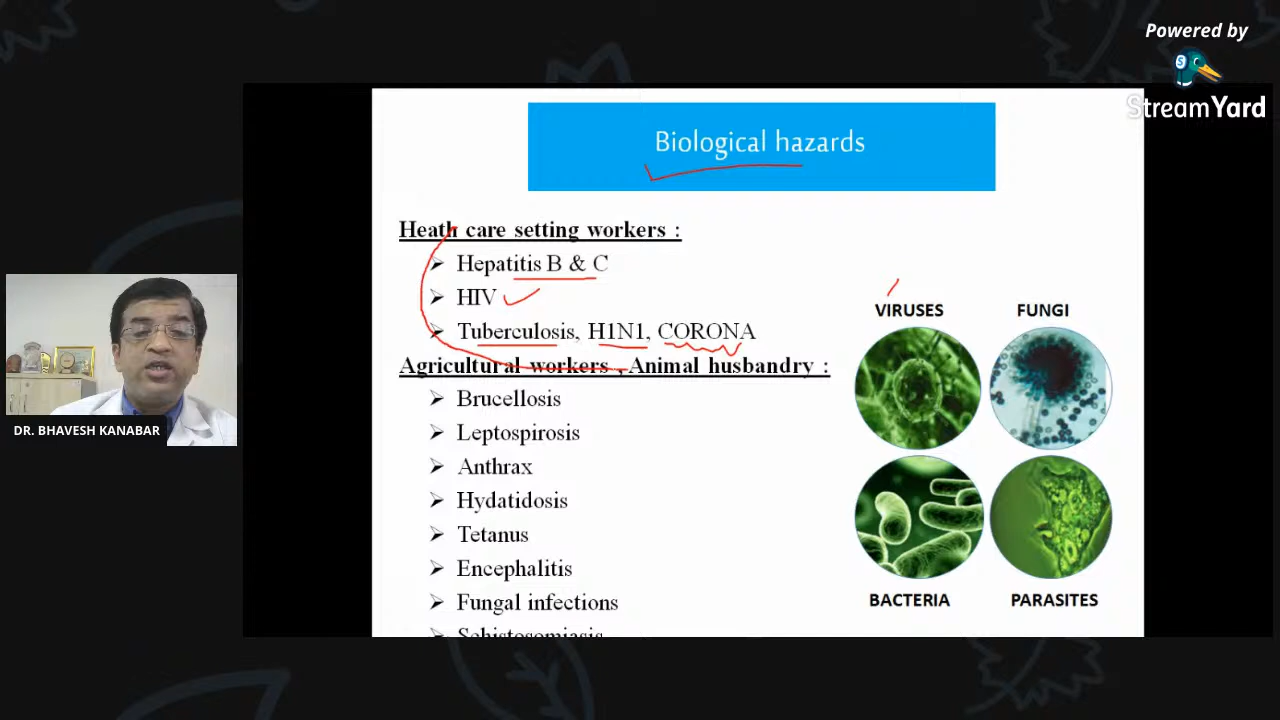 Powered by
StreamYard
Biological hazards
Heath care setting workers :
Hepatitis B & C
HIV
Tuberculosis, H1N1, CORONA
Agricultural workers , Animal husbandry :
Brucellosis
Leptospirosis
Anthrax
Hydatidosis
Tetanus
Encephalitis
Fungal infections
Schistosomiasis
VIRUSES
FUNGI
BACTERIA
PARASITES
DR. BHAVESH KANABAR